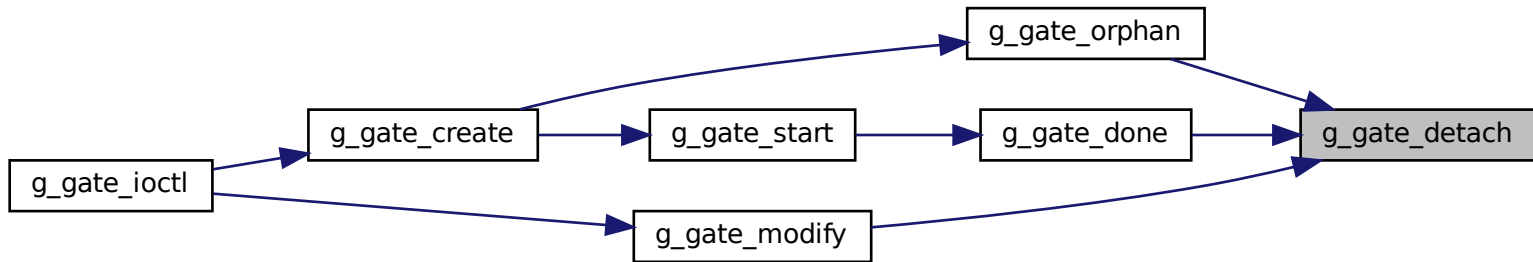 g_gate_orphan
g_gate_create
g_gate_start
g_gate_done
g_gate_detach
g_gate_ioctl
g_gate_modify